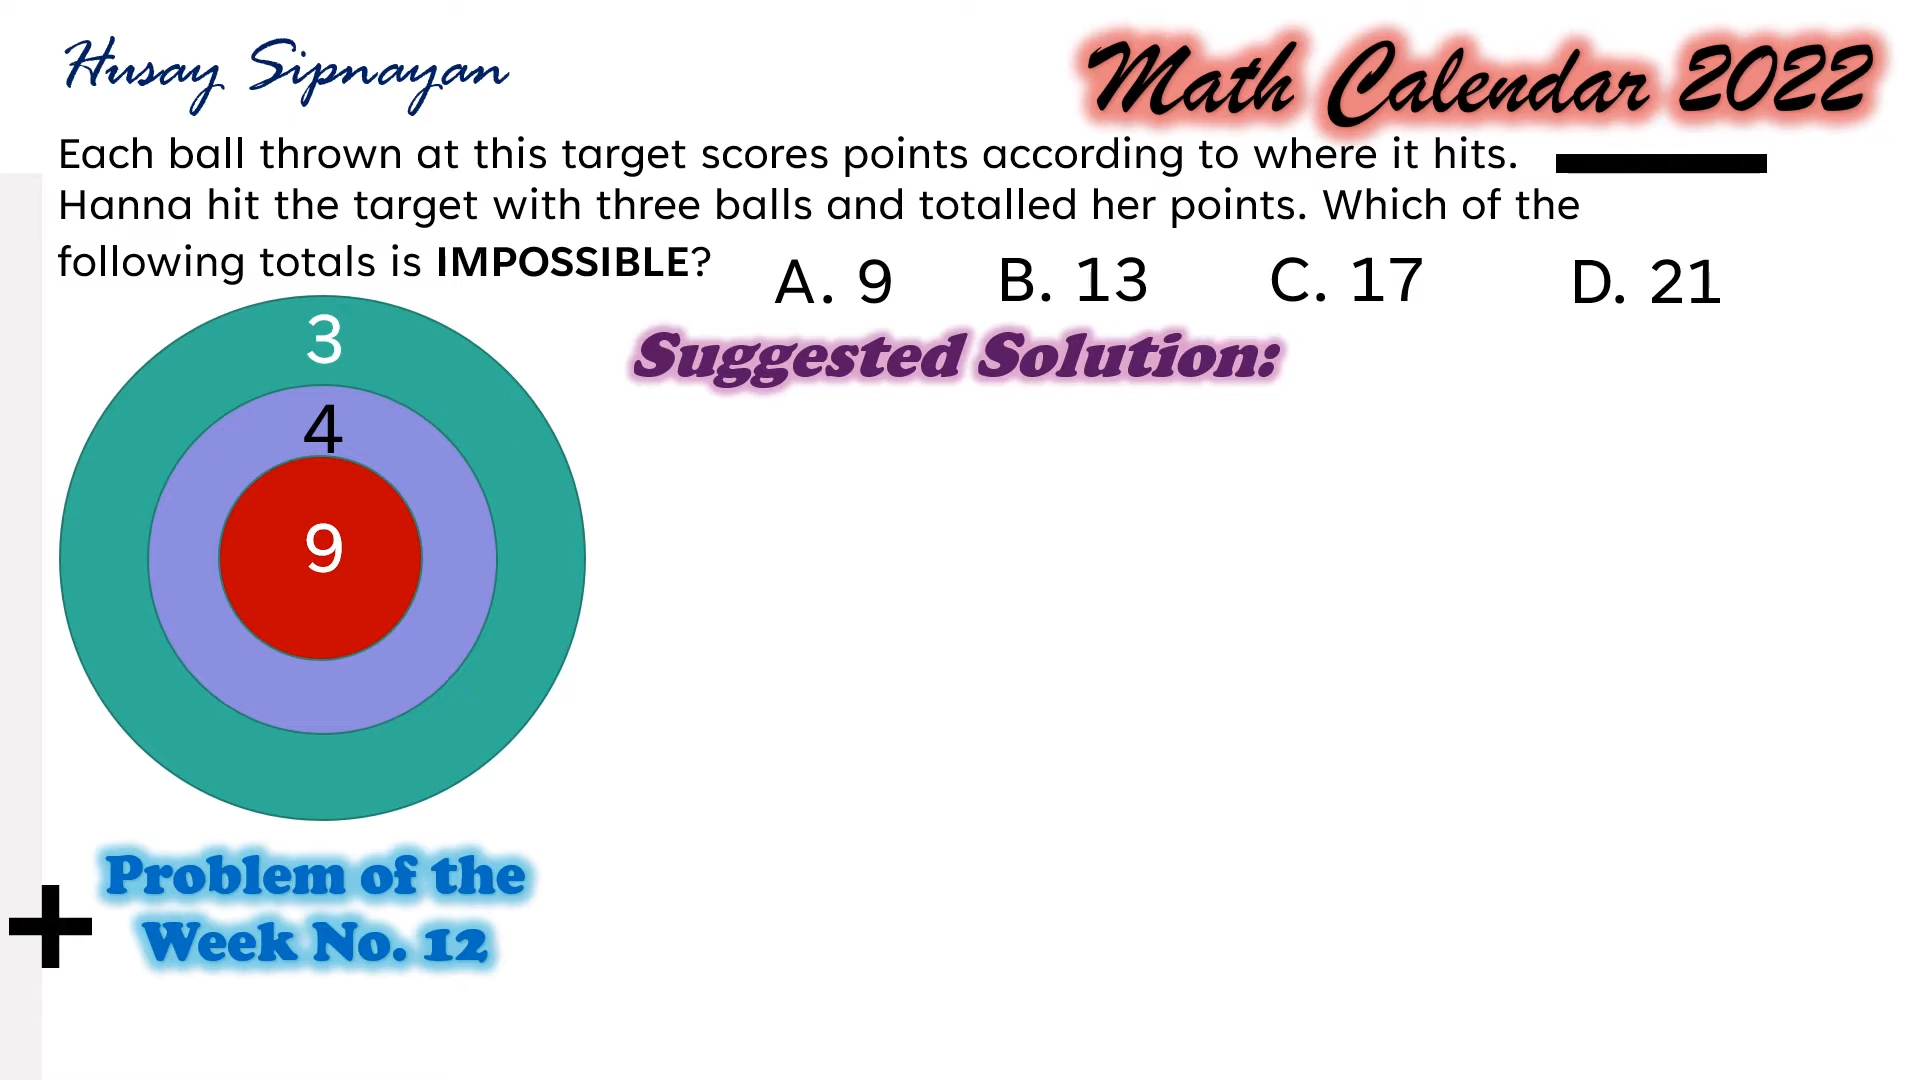 Husay Sipnayan
Math Calendar 2022
Each ball thrown at this target scores points according to where it hits.
Hanna hit the target with three balls and totalled her points. Which of the
following totals is IMPOSSIBLE?
A. 9 B. 13 C. 17 D. 21
Suggested Solution:
3
4
9
Problem of the
Week No. 12